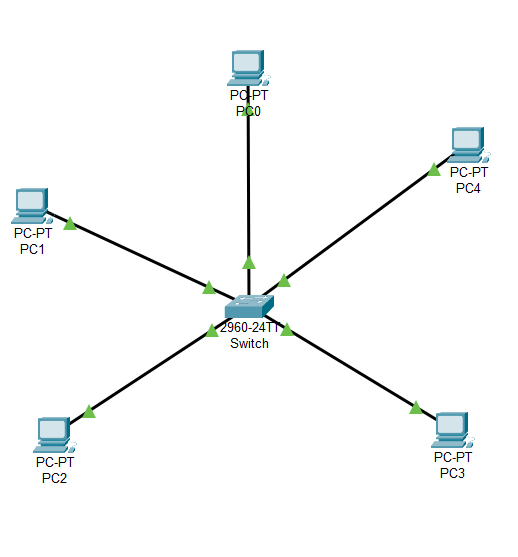 PC-PT
PC0
PC-PT
PC4
PC-PT
PC1
2960-24TT
Switch
PC-PT
PC2
PC-PT
PC3